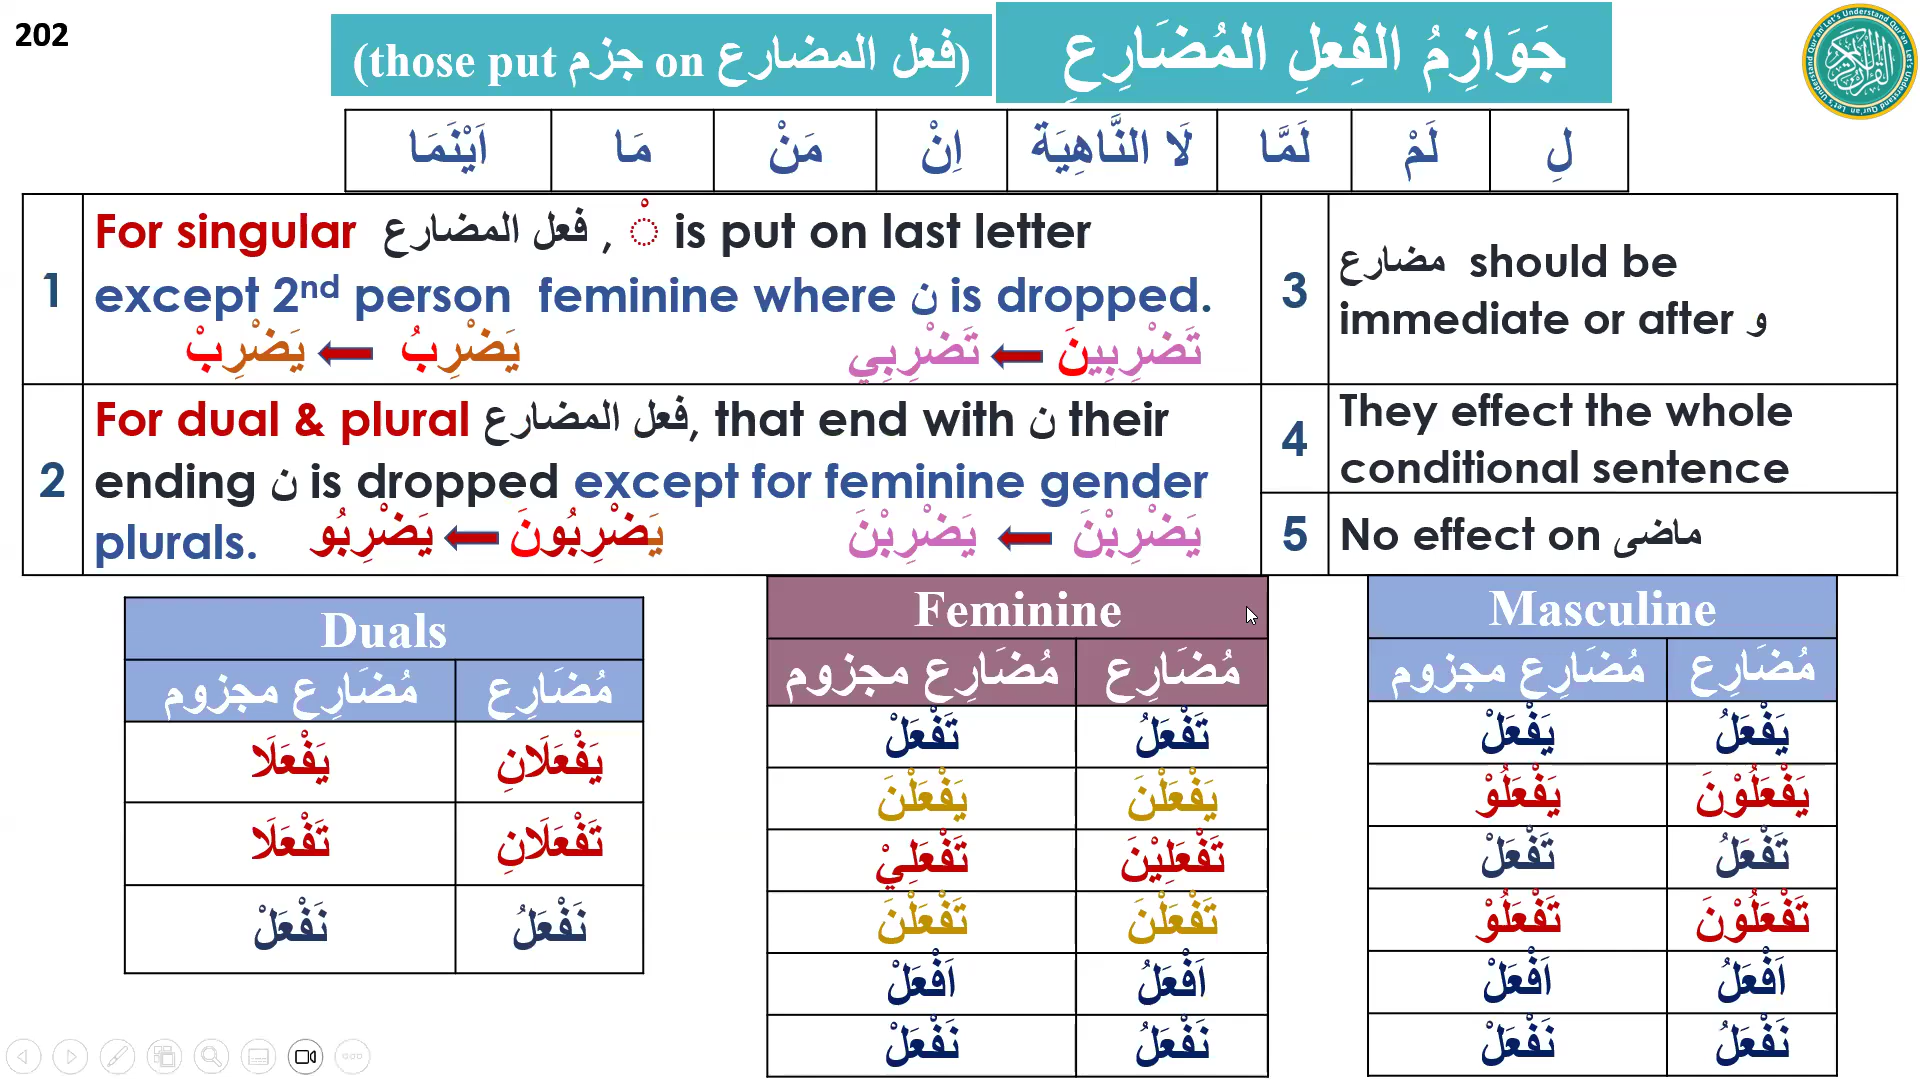 202
جَوَازِمُ الفِعلِ المُضَارِعِ
(those put جزم on فعل المضارع)
لِ
لَمْ
لَمَّا
لَا النَّاهِيَة
اِنْ
مَنْ
مَا
اَيْنَمَا
1
For singular فعل المضارع , ْ is put on last letter
except 2nd person feminine where ن is dropped.
يَضْرِبُ يَضْرِبْ
تَضْرِبِينَ تَضْرِبِي
2
For dual & plural فعل المضارع, that end with ن their
ending ن is dropped except for feminine gender
plurals.
يَضْرِبُونَ يَضْرِبُو
يَضْرِبْنَ يَضْرِبْنَ
3
مضارع should be
immediate or after و
4
They effect the whole
conditional sentence
5
No effect on ماضى
Duals
مُضَارِع مُضَارِع مجزوم
يَفْعَلَانِ يَفْعَلَا
تَفْعَلَانِ تَفْعَلَا
نَفْعَلُ نَفْعَلْ
Feminine
مُضَارِع مُضَارِع مجزوم
تَفْعَلُ تَفْعَلْ
يَفْعَلْنَ يَفْعَلْنَ
تَفْعَلِيْنَ تَفْعَلِيْ
تَفْعَلْنَ تَفْعَلْنَ
اَفْعَلُ اَفْعَلْ
نَفْعَلُ نَفْعَلْ
Masculine
مُضَارِع مُضَارِع مجزوم
يَفْعَلُ يَفْعَلْ
يَفْعَلُوْنَ يَفْعَلُوْ
تَفْعَلُ تَفْعَلْ
تَفْعَلُوْنَ تَفْعَلُوْ
اَفْعَلُ اَفْعَلْ
نَفْعَلُ نَفْعَلْ